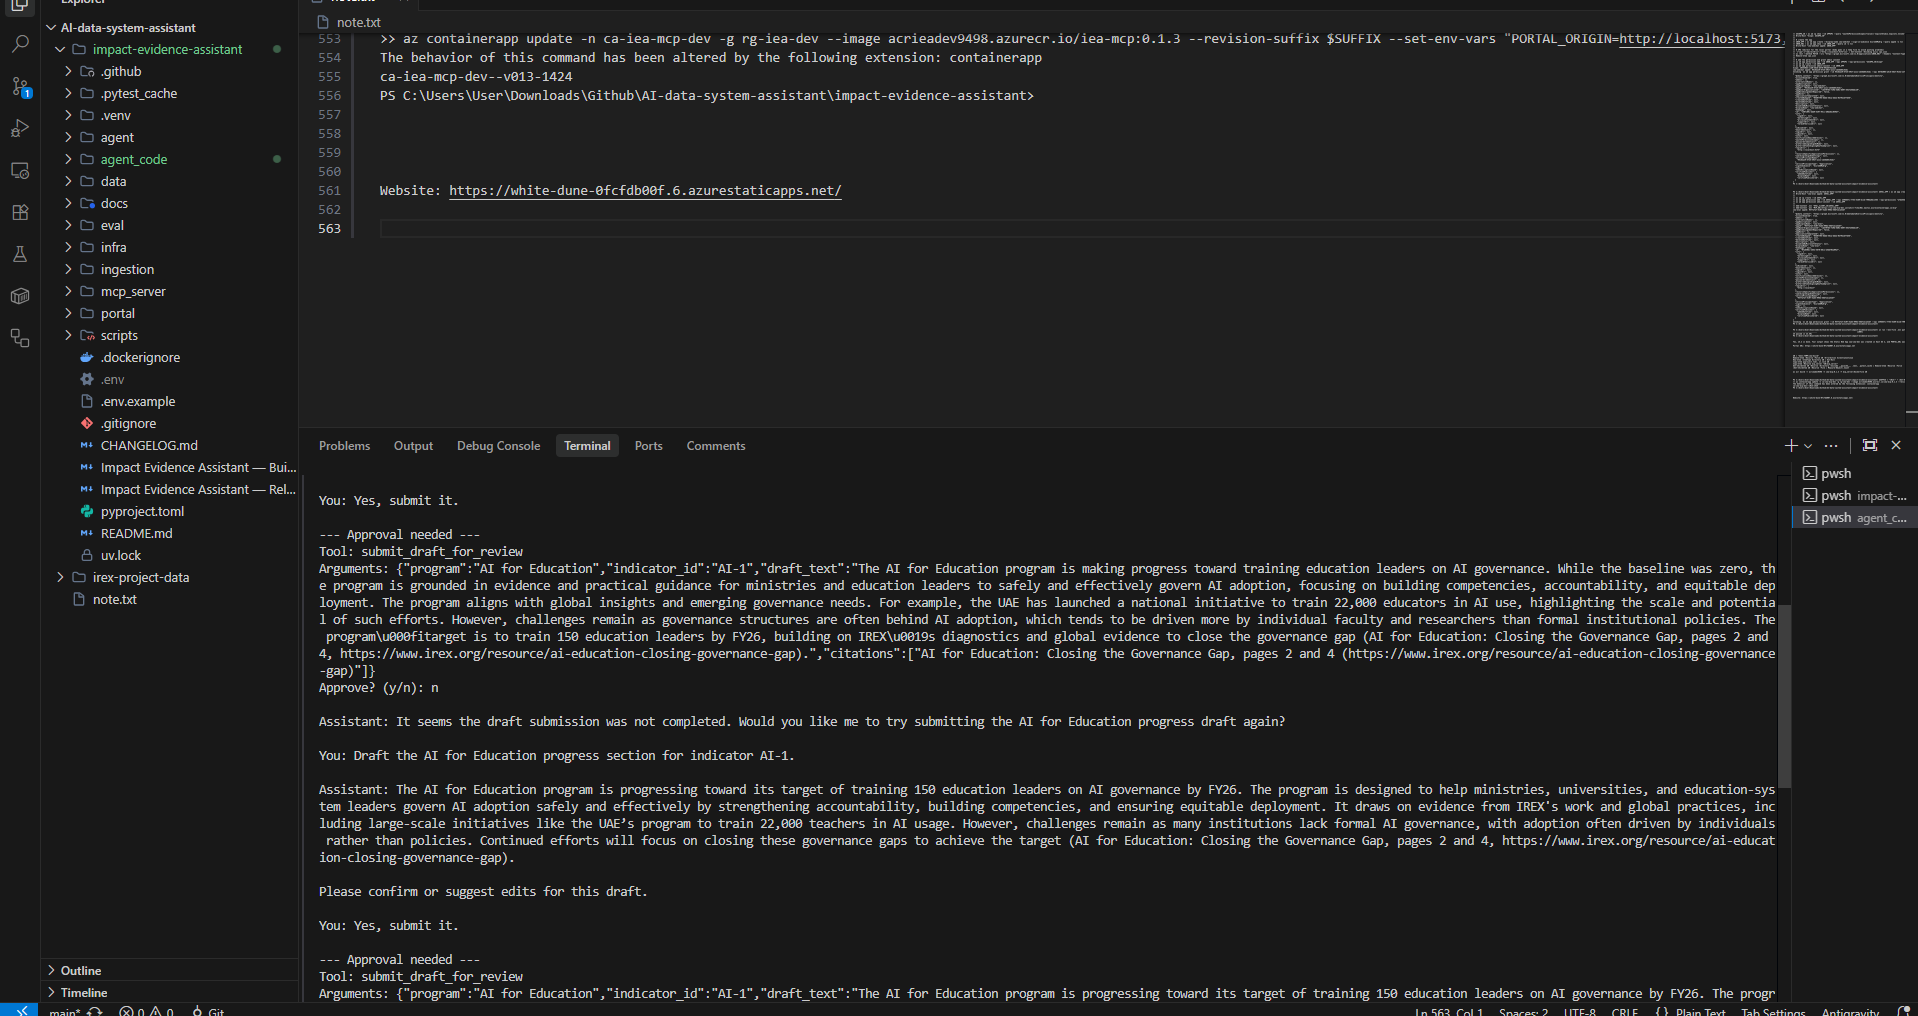 AI-data-system-assistant
impact-evidence-assistant
.github
.pytest_cache
.venv
agent
agent_code
data
docs
eval
infra
ingestion
mcp_server
portal
scripts
.dockerignore
.env
.env.example
.gitignore
CHANGELOG.md
Impact Evidence Assistant — Bui...
Impact Evidence Assistant — Rel...
pyproject.toml
README.md
uv.lock
irex-project-data
note.txt
Outline
Timeline
1
note.txt
553 >> az containerapp update -n ca-iea-mcp-dev -g rg-iea-dev --image acrieadev9498.azurecr.io/iea-mcp:0.1.3 --revision-suffix $SUFFIX --set-env-vars "PORTAL_ORIGIN=http://localhost:5173,
554 The behavior of this command has been altered by the following extension: containerapp
555 ca-iea-mcp-dev--v013-1424
556 PS C:\Users\User\Downloads\Github\AI-data-system-assistant\impact-evidence-assistant>
557
558
559
560
561 Website: https://white-dune-0fcfdb00f.6.azurestaticapps.net/
562
563
Problems Output Debug Console Terminal Ports Comments
pwsh
pwsh impact-...
pwsh agent_c...
You: Yes, submit it.
--- Approval needed ---
Tool: submit_draft_for_review
Arguments: {"program":"AI for Education","indicator_id":"AI-1","draft_text":"The AI for Education program is making progress toward training education leaders on AI governance. While the baseline was zero, th
e program is grounded in evidence and practical guidance for ministries and education leaders to safely and effectively govern AI adoption, focusing on building competencies, accountability, and equitable dep
loyment. The program aligns with global insights and emerging governance needs. For example, the UAE has launched a national initiative to train 22,000 educators in AI use, highlighting the scale and potentia
l of such efforts. However, challenges remain as governance structures are often behind AI adoption, which tends to be driven more by individual faculty and researchers than formal institutional policies. The
program\u000fitarget is to train 150 education leaders by FY26, building on IREX\u0019s diagnostics and global evidence to close the governance gap (AI for Education: Closing the Governance Gap, pages 2 and
4, https://www.irex.org/resource/ai-education-closing-governance-gap).","citations":["AI for Education: Closing the Governance Gap, pages 2 and 4 (https://www.irex.org/resource/ai-education-closing-governance
-gap)"]}
Approve? (y/n): n
Assistant: It seems the draft submission was not completed. Would you like me to try submitting the AI for Education progress draft again?
You: Draft the AI for Education progress section for indicator AI-1.
Assistant: The AI for Education program is progressing toward its target of training 150 education leaders on AI governance by FY26. The program is designed to help ministries, universities, and education-sys
tem leaders govern AI adoption safely and effectively by strengthening accountability, building competencies, and ensuring equitable deployment. It draws on evidence from IREX's work and global practices, inc
luding large-scale initiatives like the UAE’s program to train 22,000 teachers in AI usage. However, challenges remain as many institutions lack formal AI governance, with adoption often driven by individuals
rather than policies. Continued efforts will focus on closing these governance gaps to achieve the target (AI for Education: Closing the Governance Gap, pages 2 and 4, https://www.irex.org/resource/ai-educat
ion-closing-governance-gap).
Please confirm or suggest edits for this draft.
You: Yes, submit it.
--- Approval needed ---
Tool: submit_draft_for_review
Arguments: {"program":"AI for Education","indicator_id":"AI-1","draft_text":"The AI for Education program is progressing toward its target of training 150 education leaders on AI governance by FY26. The progr
main* 0 0 Git Ln 563, Col 1 Spaces: 2 UTF-8 CRLF {} Plain Text Tab Settings Antigravity